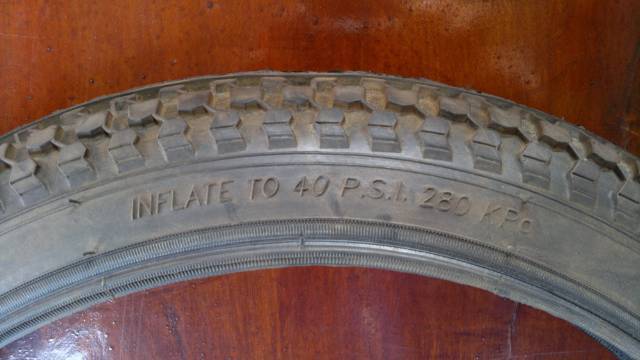 INFLATE TO 40 P.S.I. 280 KPa